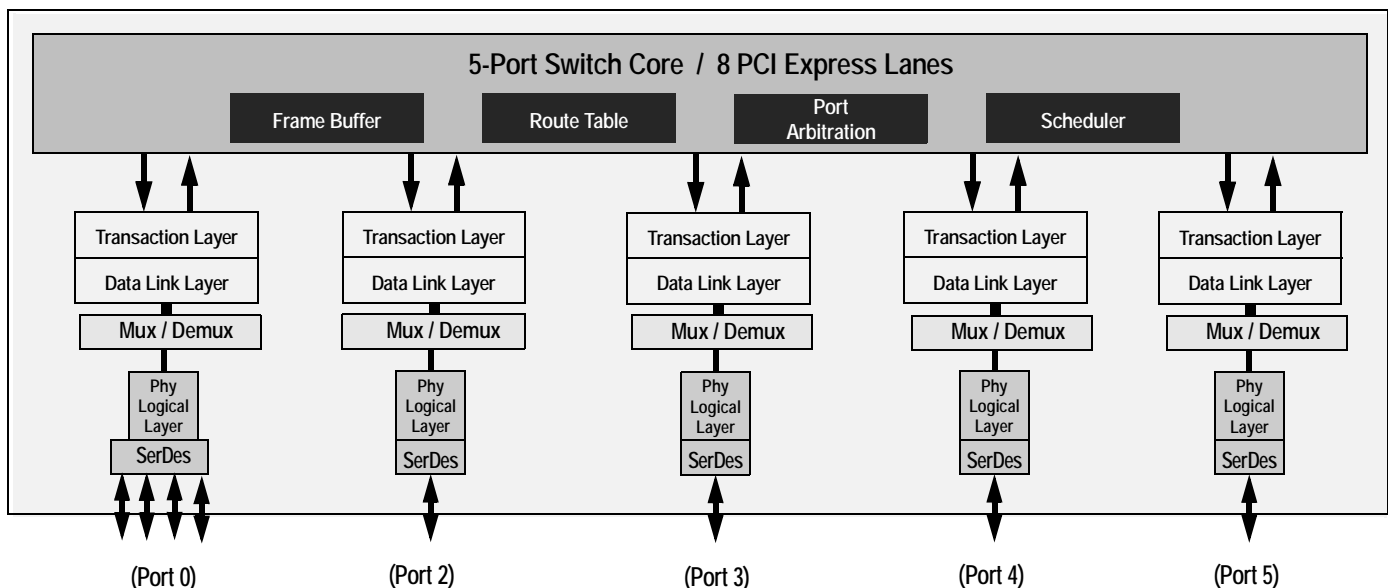 5-Port Switch Core / 8 PCI Express Lanes
Frame Buffer
Route Table
Port
Arbitration
Scheduler
Transaction Layer
Data Link Layer
Mux / Demux
Phy
Logical
Layer
SerDes
(Port 0)
Transaction Layer
Data Link Layer
Mux / Demux
Phy
Logical
Layer
SerDes
(Port 2)
Transaction Layer
Data Link Layer
Mux / Demux
Phy
Logical
Layer
SerDes
(Port 3)
Transaction Layer
Data Link Layer
Mux / Demux
Phy
Logical
Layer
SerDes
(Port 4)
Transaction Layer
Data Link Layer
Mux / Demux
Phy
Logical
Layer
SerDes
(Port 5)